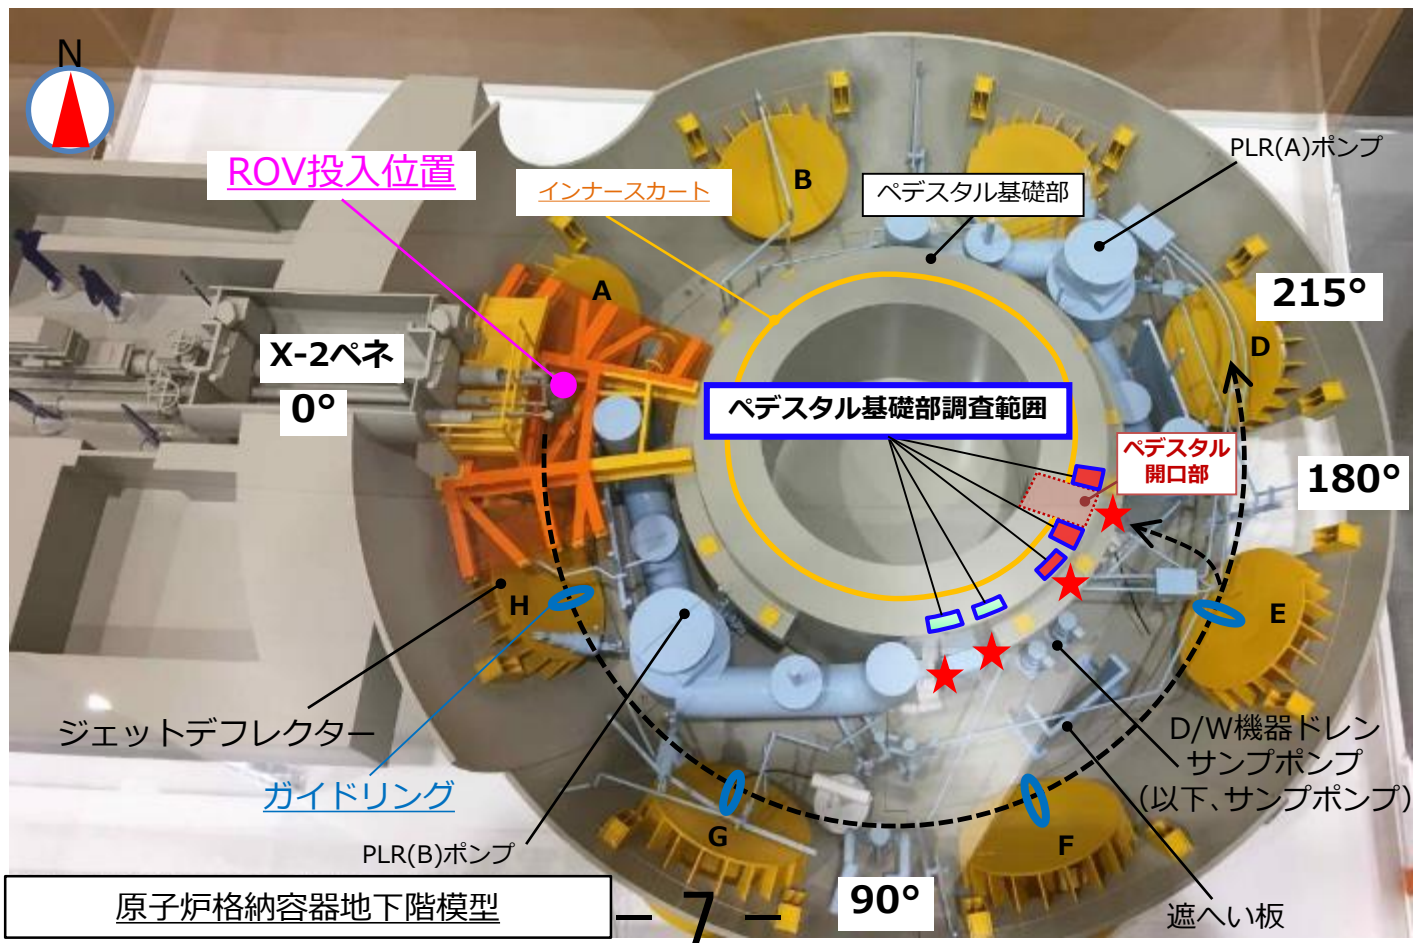 N
ROV投入位置
インナースカート
ペデスタル基礎部
PLR(A)ポンプ
B
A
215°
D
X-2ペネ
0°
ペデスタル基礎部調査範囲
ペデスタル
開口部
180°
H
E
ジェットデフレクター
ガイドリング
D/W機器ドレン
サンプポンプ
(以下、サンプポンプ)
G
F
PLR(B)ポンプ
90°
遮へい板
原子炉格納容器地下階模型
7